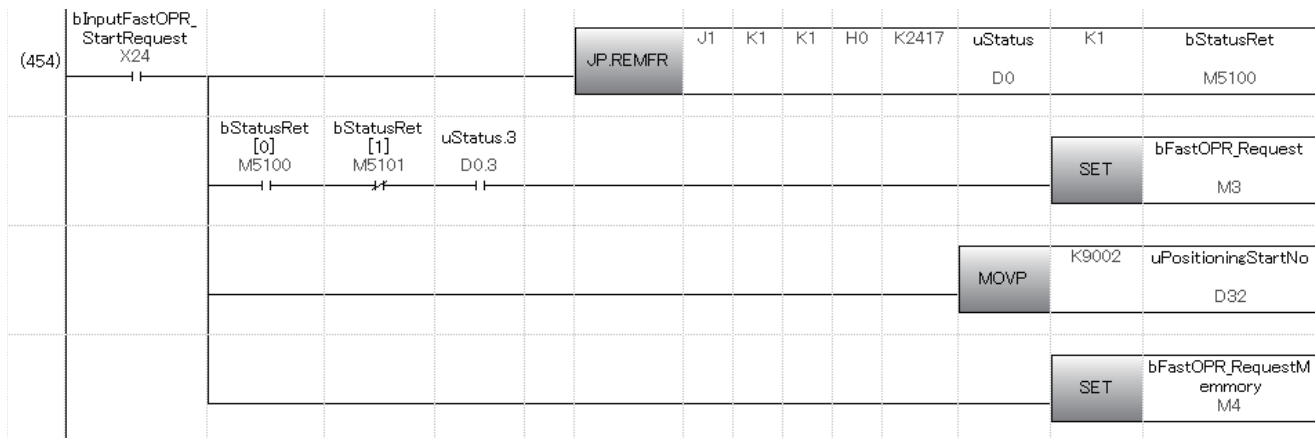 bInputFastOPR_
StartRequest
(454)
X24
JP.REMFR
J1
K1
K1
H0
K2417
uStatus
D0
K1
bStatusRet
M5100
bStatusRet
[0]
M5100
bStatusRet
[1]
M5101
uStatus.3
D0.3
SET
bFastOPR_Request
M3
MOVP
K9002
uPositioningStartNo
D32
SET
bFastOPR_RequestM
emmory
M4